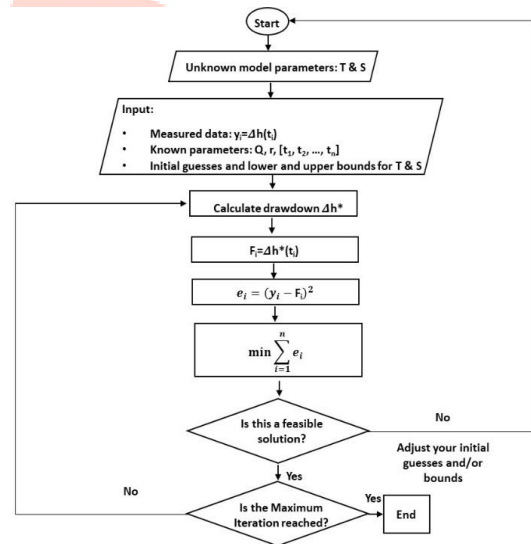 Start
Unknown model parameters: T & S
Input:
• Measured data: yᵢ=Δh(tᵢ)
• Known parameters: Q, r, [t₁, t₂, ..., tₙ]
• Initial guesses and lower and upper bounds for T & S
Calculate drawdown Δh*
Fᵢ=Δh*(tᵢ)
eᵢ = (yᵢ − Fᵢ)²
min ∑ᵢ₌₁ⁿ eᵢ
Is this a feasible
solution?
No
Adjust your initial
guesses and/or
bounds
Yes
No
Is the Maximum
Iteration reached?
Yes
End